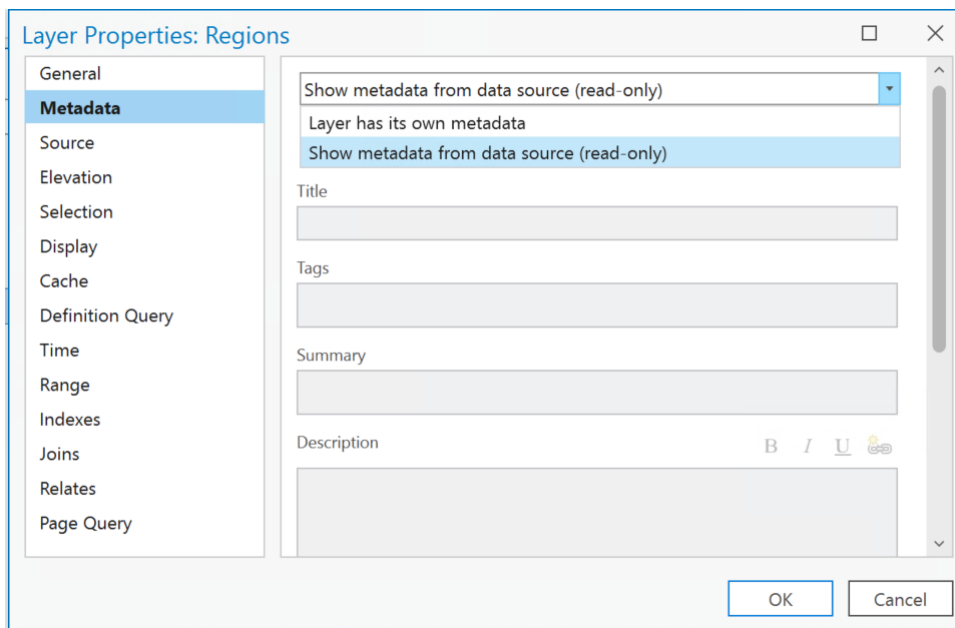 Layer Properties: Regions
General
Metadata
Source
Elevation
Selection
Display
Cache
Definition Query
Time
Range
Indexes
Joins
Relates
Page Query
Show metadata from data source (read-only)
Layer has its own metadata
Show metadata from data source (read-only)
Title
Tags
Summary
Description
B I U
OK
Cancel